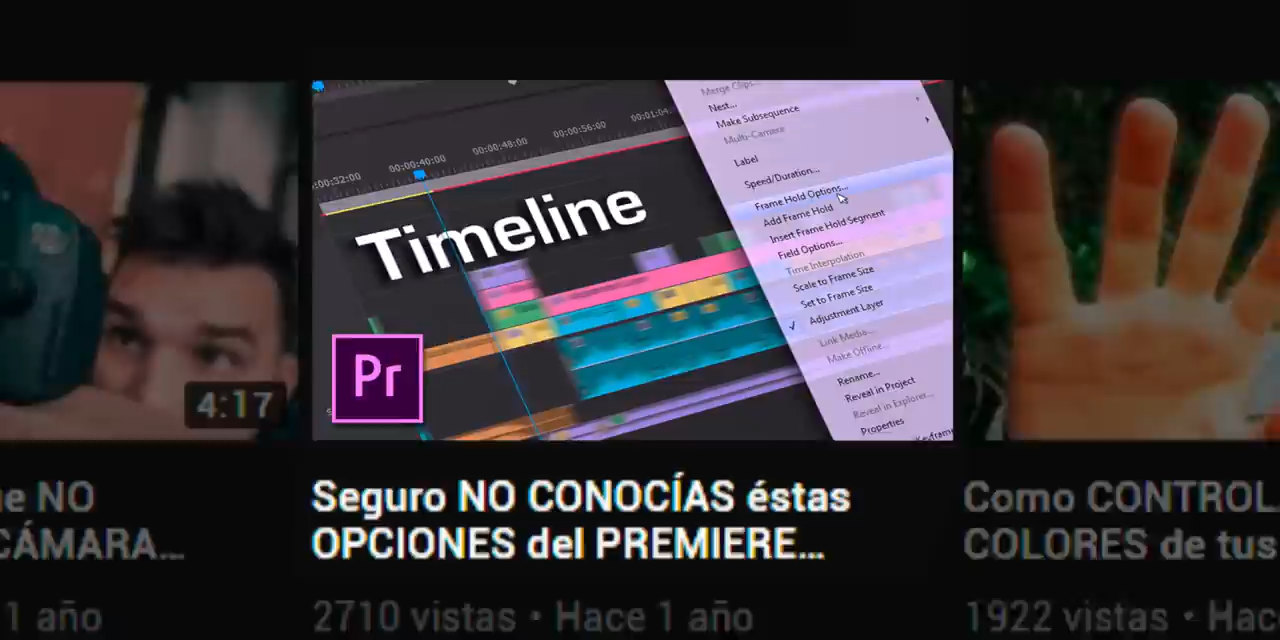 Merge Clips...
Nest...
Make Subsequence
Multi-Camera
Label
Speed/Duration...
Frame Hold Options...
Add Frame Hold
Insert Frame Hold Segment
Field Options...
Time Interpolation
Scale to Frame Size
Set to Frame Size
Adjustment Layer
Link Media...
Make Offline...
Rename...
Reveal in Project
Reveal in Explorer...
Properties
:00:32:00 00:00:40:00 00:00:48:00 00:00:56:00 00:01:04:
Timeline
Pr
4:17
ue NO
CÁMARA...
1 año
Seguro NO CONOCÍAS éstas
OPCIONES del PREMIERE...
2710 vistas • Hace 1 año
Como CONTROL
COLORES de tus
1922 vistas • Hac